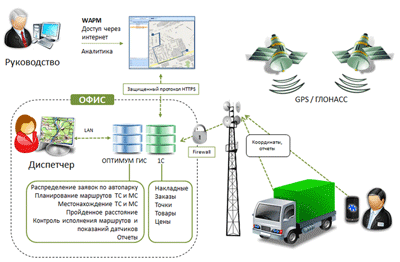 WAPM
Доступ через
интернет
Аналитика
Руководство
Защищенный протокол HTTPS
GPS / ГЛОНАСС
ОФИС
LAN
Диспетчер
ОПТИМУМ ГИС
1С
Firewall
Координаты,
отчеты
Распределение заявок по автопарку
Планирование маршрутов ТС и МС
Местонахождение ТС и МС
Пройденное расстояние
Контроль исполнения маршрутов и
показаний датчиков
Отчеты
Накладные
Заказы
Точки
Товары
Цены